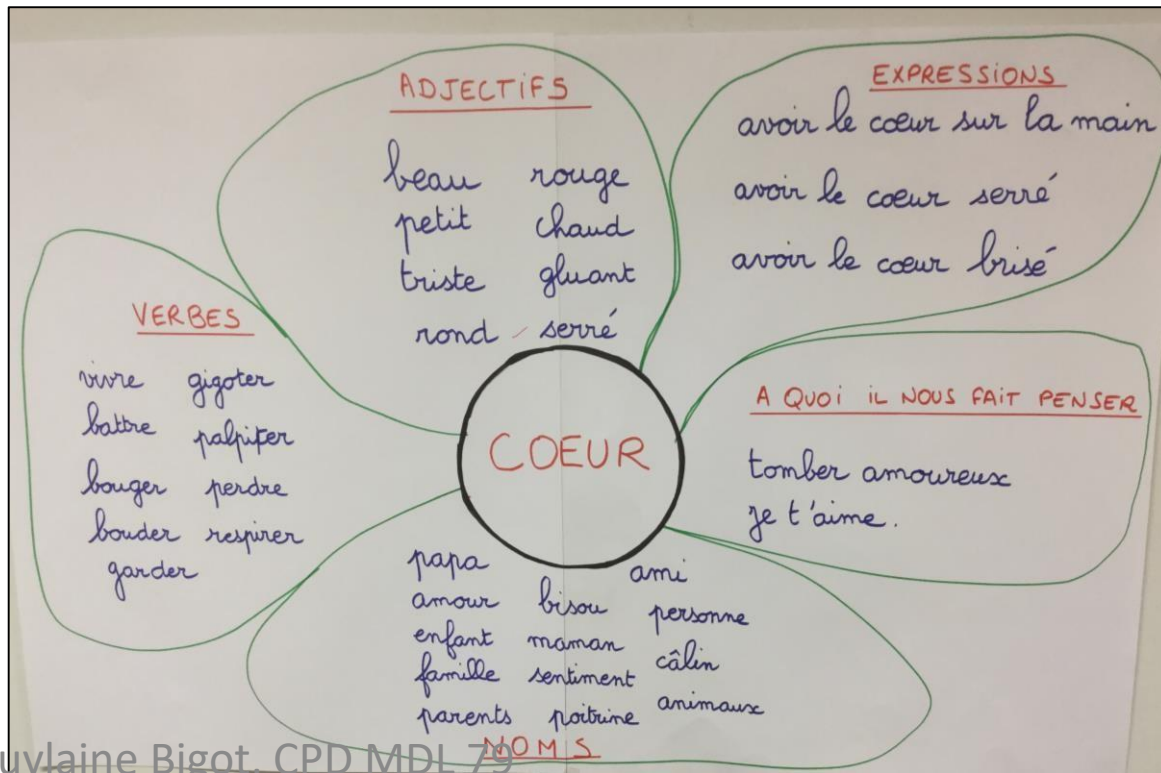 ADJECTIFS
beau rouge
petit chaud
triste gluant
rond serré
EXPRESSIONS
avoir le cœur sur la main
avoir le cœur serré
avoir le cœur brisé
VERBES
vivre gigoter
battre palpiter
bouger perdre
bouder respirer
garder
COEUR
A QUOI IL NOUS FAIT PENSER
tomber amoureux
je t'aime.
papa ami
amour bisou personne
enfant maman
famille sentiment câlin
parents poitrine animaux
NOMS
Bigot, CPD MDL 79